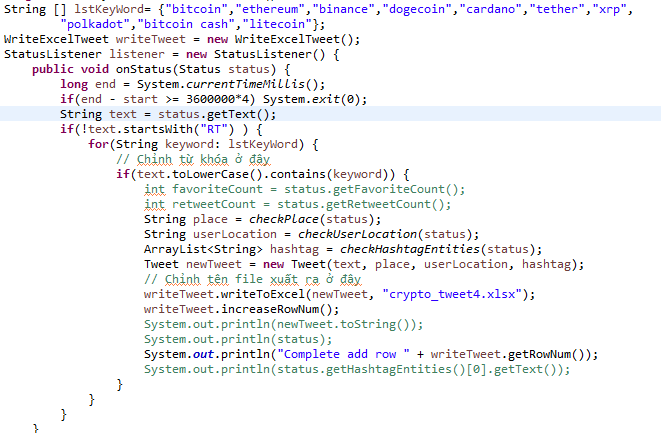 String [] lstKeyWord= {"bitcoin","ethereum","binance","dogecoin","cardano","tether","xrp",
"polkadot","bitcoin cash","litecoin"};
WriteExcelTweet writeTweet = new WriteExcelTweet();
StatusListener listener = new StatusListener() {
public void onStatus(Status status) {
long end = System.currentTimeMillis();
if(end - start >= 3600000*4) System.exit(0);
String text = status.getText();
if(!text.startsWith("RT") ) {
for(String keyword: lstKeyWord) {
// Chỉnh từ khóa ở đây
if(text.toLowerCase().contains(keyword)) {
int favoriteCount = status.getFavoriteCount();
int retweetCount = status.getRetweetCount();
String place = checkPlace(status);
String userLocation = checkUserLocation(status);
ArrayList<String> hashtag = checkHashtagEntities(status);
Tweet newTweet = new Tweet(text, place, userLocation, hashtag);
// Chỉnh tên file xuất ra ở đây
writeTweet.writeToExcel(newTweet, "crypto_tweet4.xlsx");
writeTweet.increaseRowNum();
System.out.println(newTweet.toString());
System.out.println(status);
System.out.println("Complete add row " + writeTweet.getRowNum());
System.out.println(status.getHashtagEntities()[0].getText());
}
}
}
}